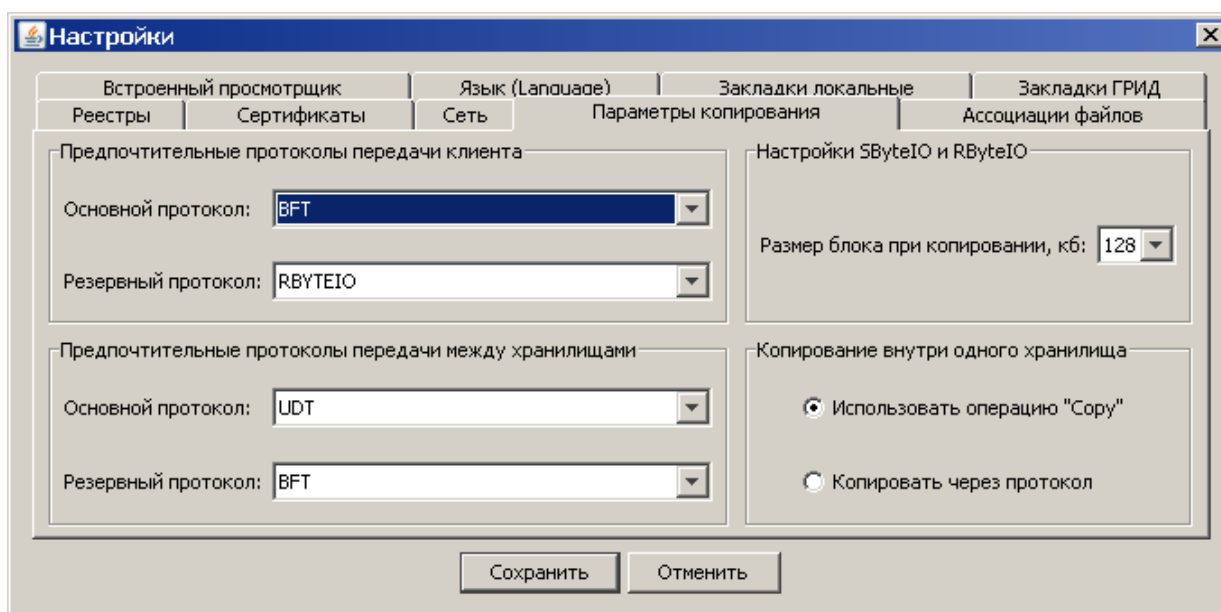 Настройки
Встроенный просмотрщик Язык (Language) Закладки локальные Закладки ГРИД
Реестры Сертификаты Сеть Параметры копирования Ассоциации файлов
Предпочтительные протоколы передачи клиента
Основной протокол: BFT
Резервный протокол: RBYTEIO
Настройки SByteIO и RByteIO
Размер блока при копировании, кб: 128
Предпочтительные протоколы передачи между хранилищами
Основной протокол: UDT
Резервный протокол: BFT
Копирование внутри одного хранилища
Использовать операцию "Copy"
Копировать через протокол
Сохранить Отменить